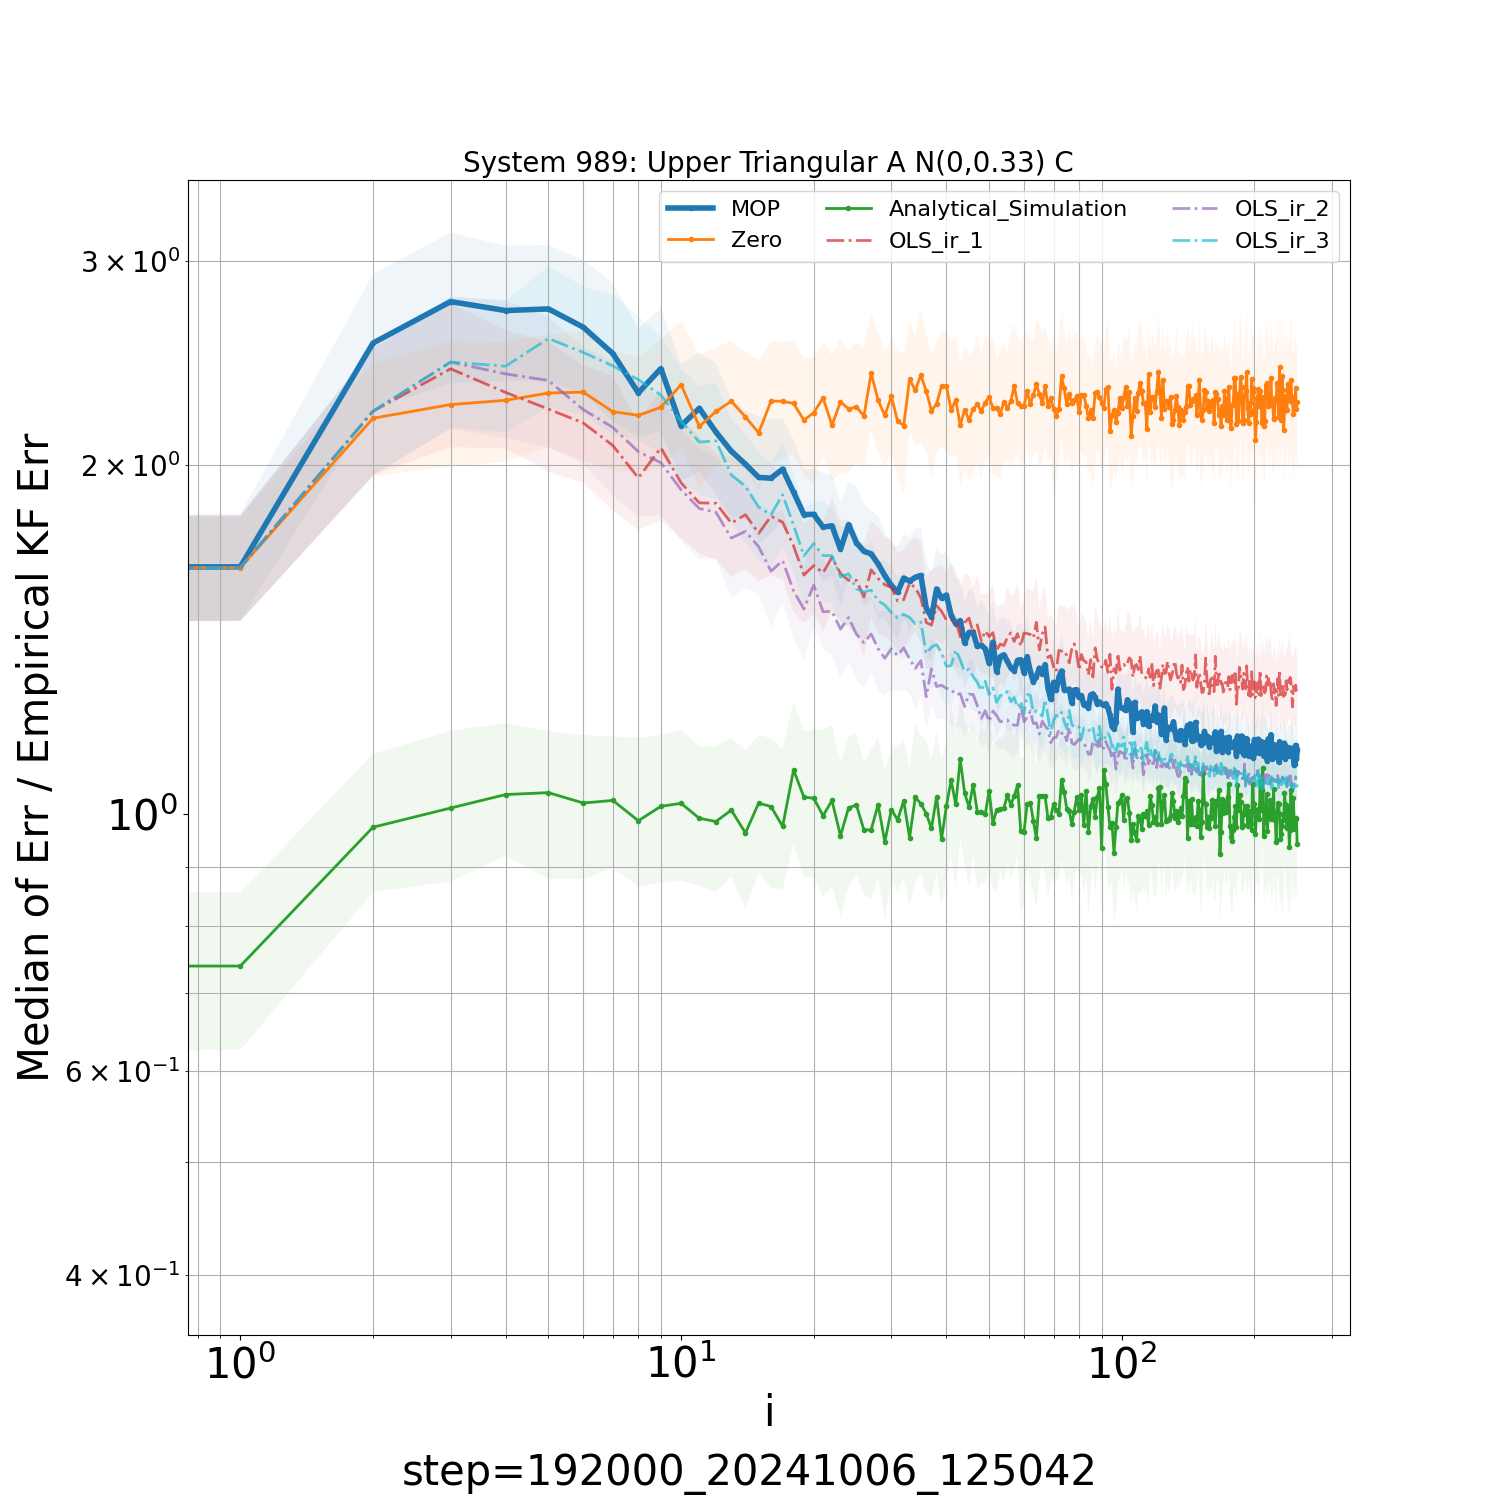 System 989: Upper Triangular A N(0,0.33) C
MOP
Zero
Analytical_Simulation
OLS_ir_1
OLS_ir_2
OLS_ir_3
Median of Err / Empirical KF Err
3 × 10⁰
2 × 10⁰
10⁰
6 × 10⁻¹
4 × 10⁻¹
10⁰ 10¹ 10²
i
step=192000_20241006_125042